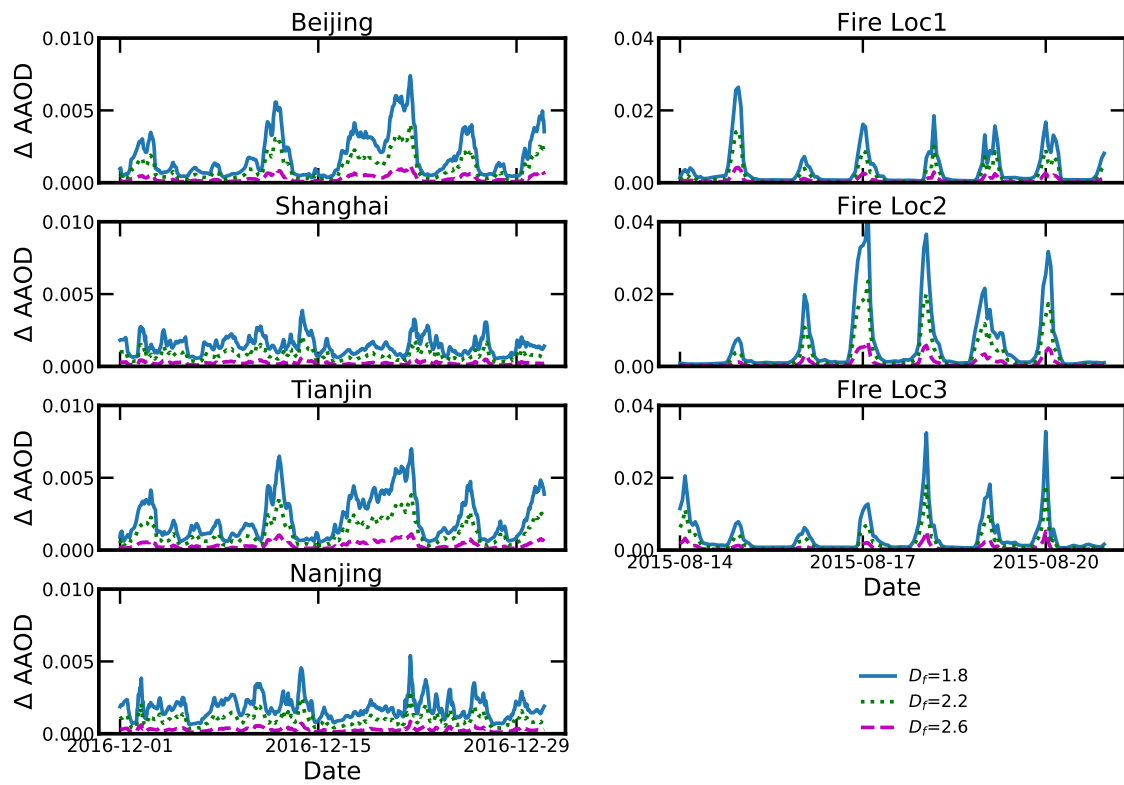 Beijing
0.010
0.005
0.000
Δ AAOD
Shanghai
0.010
0.005
0.000
Δ AAOD
Tianjin
0.010
0.005
0.000
Δ AAOD
Nanjing
0.010
0.005
0.000
Δ AAOD
2016-12-01
2016-12-15
2016-12-29
Date
Fire Loc1
0.04
0.02
0.00
Fire Loc2
0.04
0.02
0.00
FIre Loc3
0.04
0.02
0.00
2015-08-14
2015-08-17
2015-08-20
Date
D_f=1.8
D_f=2.2
D_f=2.6